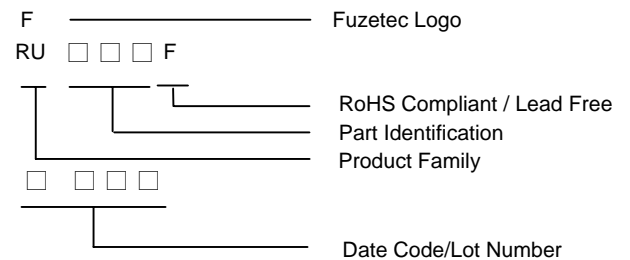 F Fuzetec Logo
RU □ □ □ F
RoHS Compliant / Lead Free
Part Identification
Product Family
□ □ □ □
Date Code/Lot Number